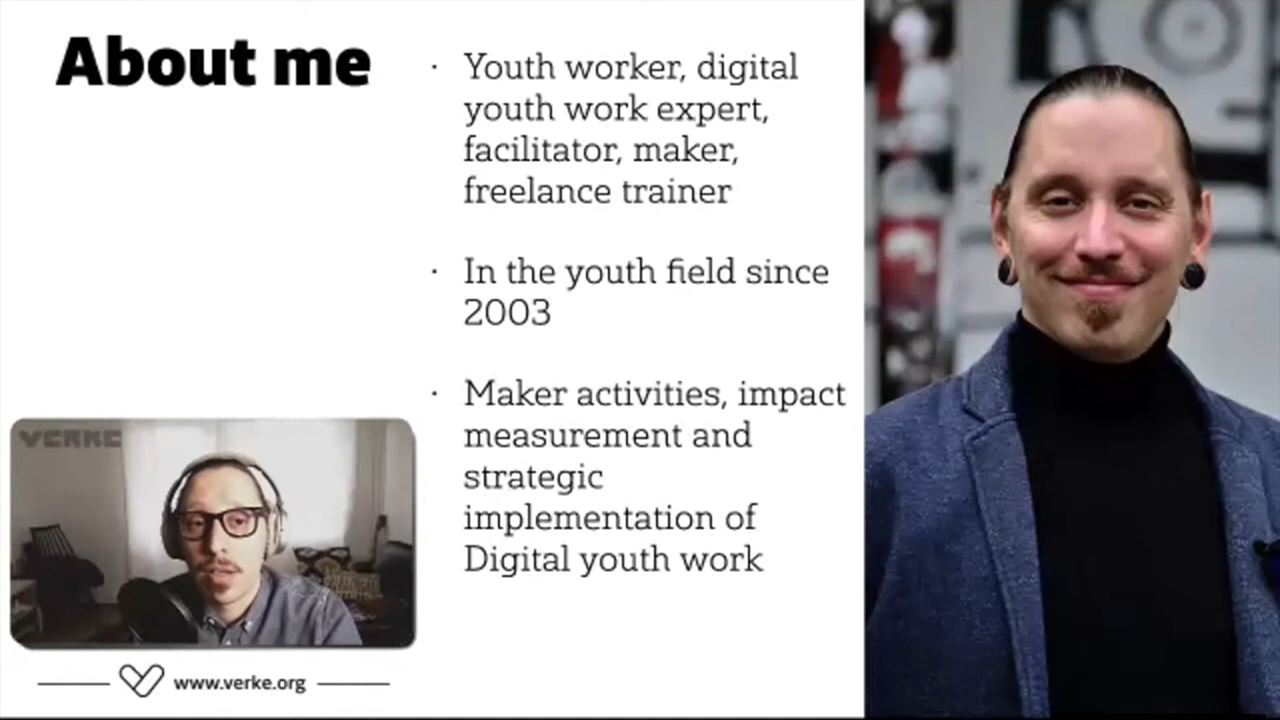 About me
· Youth worker, digital
youth work expert,
facilitator, maker,
freelance trainer
· In the youth field since
2003
· Maker activities, impact
measurement and
strategic
implementation of
Digital youth work
VERKE
www.verke.org